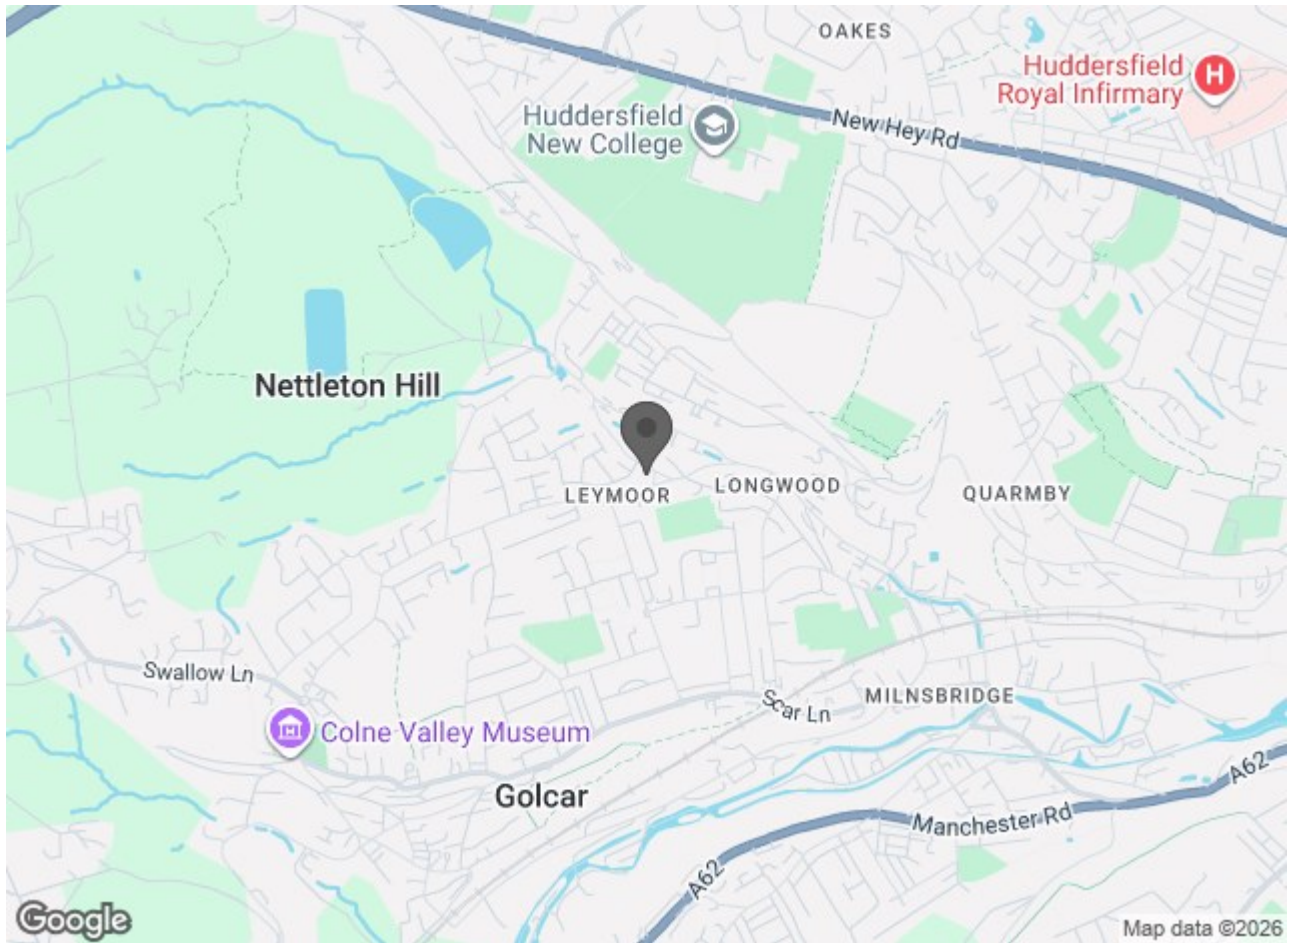 OAKES
Huddersfield
Royal Infirmary
H
Huddersfield
New College
New Hey Rd
Nettleton Hill
LEYMOOR
LONGWOOD
QUARMBY
Swallow Ln
Scar Ln
MILNSBRIDGE
Colne Valley Museum
Golcar
A62
Manchester Rd
A62
Google
Map data ©2026